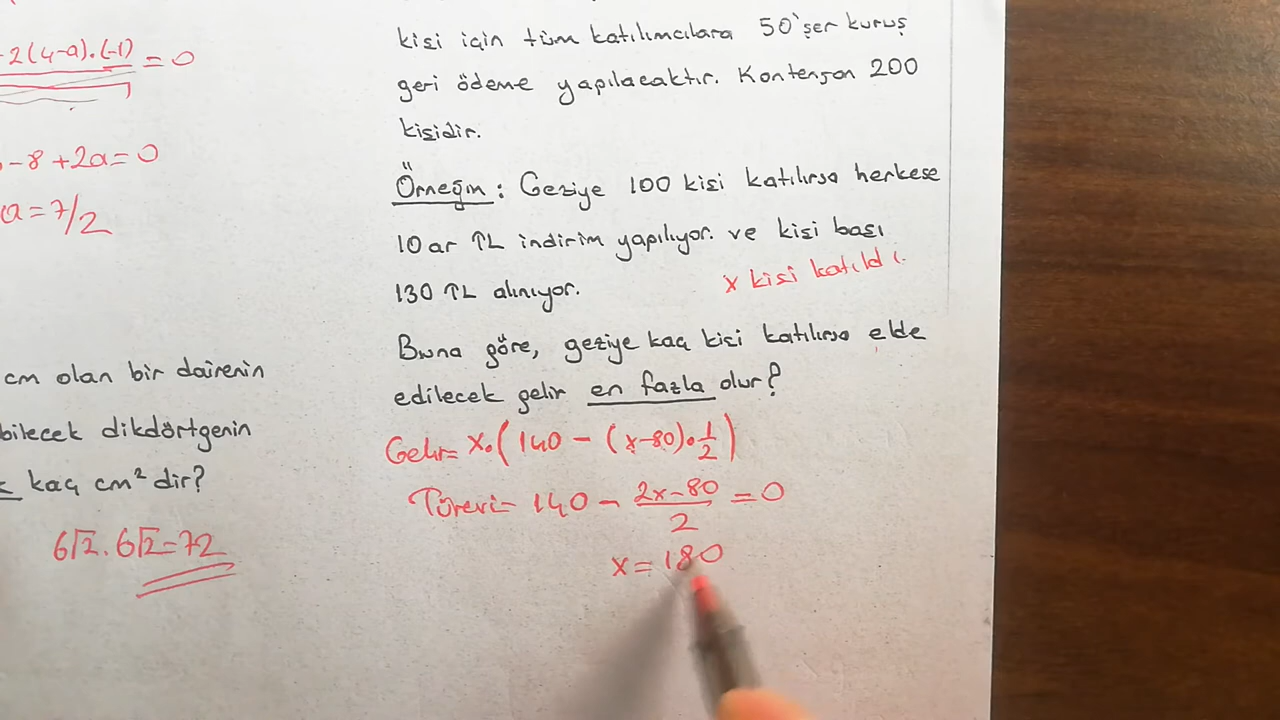 -2(4-a).(-1) = 0
-8+2a=0
a=7/2
cm olan bir dairenin
bilecek dikdörtgenin
kaç cm² dir?
6√2.6√2=72
kişi için tüm katılımcılara 50'şer kuruş
geri ödeme yapılacaktır. Kontenjan 200
kişidir.
Örneğin: Geziye 100 kişi katılırsa herkese
10ar TL indirim yapılıyor. ve kişi başı
130 TL alınıyor.
x kişi katıldı.
Buna göre, geziye kaç kişi katılırsa elde
edilecek gelir en fazla olur?
Gelir= x.(140 - (x-80).1/2)
Türevi= 140 - (2x-80)/2 = 0
x=180